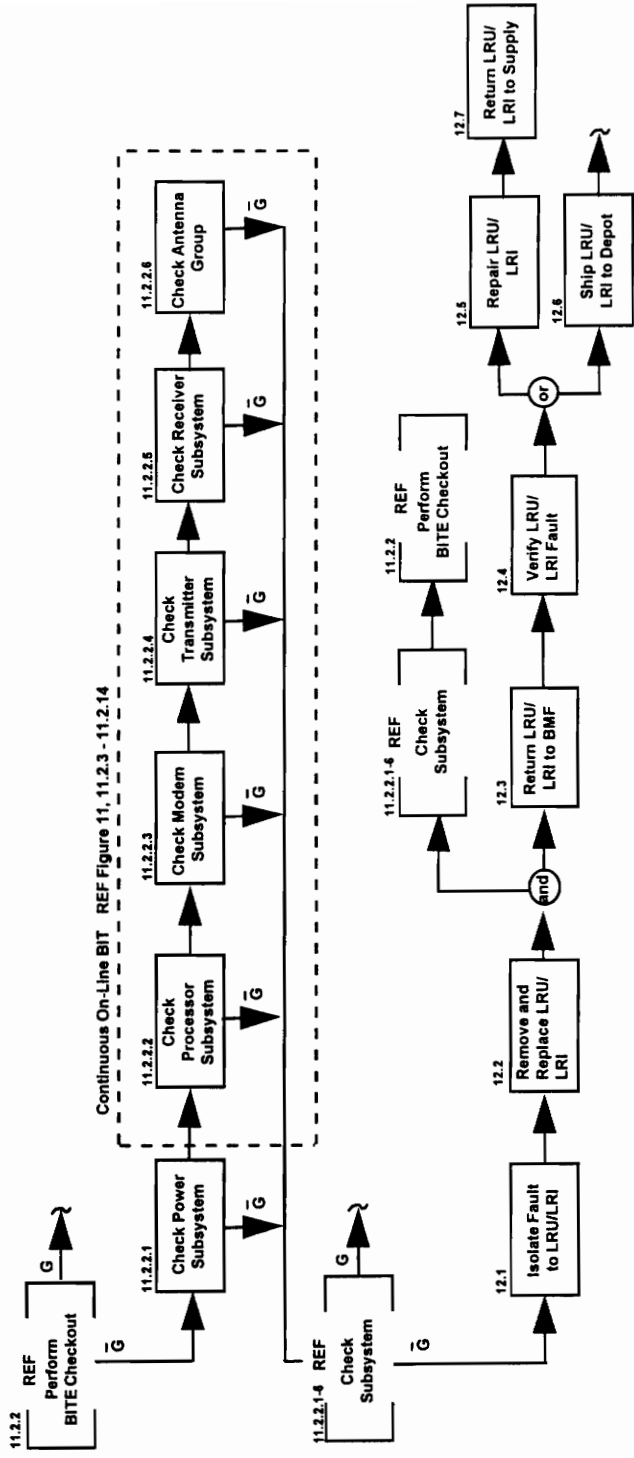 11.2.2 REF
Perform
BITE Checkout
G
G
11.2.2.1
Check Power
Subsystem
G
Continuous On-Line BIT REF Figure 11, 11.2.3 - 11.2.14
11.2.2.2
Check
Processor
Subsystem
G
11.2.2.3
Check Modem
Subsystem
G
11.2.2.4
Check
Transmitter
Subsystem
G
11.2.2.5
Check Receiver
Subsystem
G
11.2.2.6
Check Antenna
Group
G
11.2.2.1-6 REF
Check
Subsystem
G
G
12.1
Isolate Fault
to LRU/LRI
12.2
Remove and
Replace LRU/
LRI
and
11.2.2.1-6 REF
Check
Subsystem
11.2.2 REF
Perform
BITE Checkout
12.3
Return LRU/
LRI to BMF
12.4
Verify LRU/
LRI Fault
or
12.5
Repair LRU/
LRI
12.6
Ship LRU/
LRI to Depot
12.7
Return LRU/
LRI to Supply